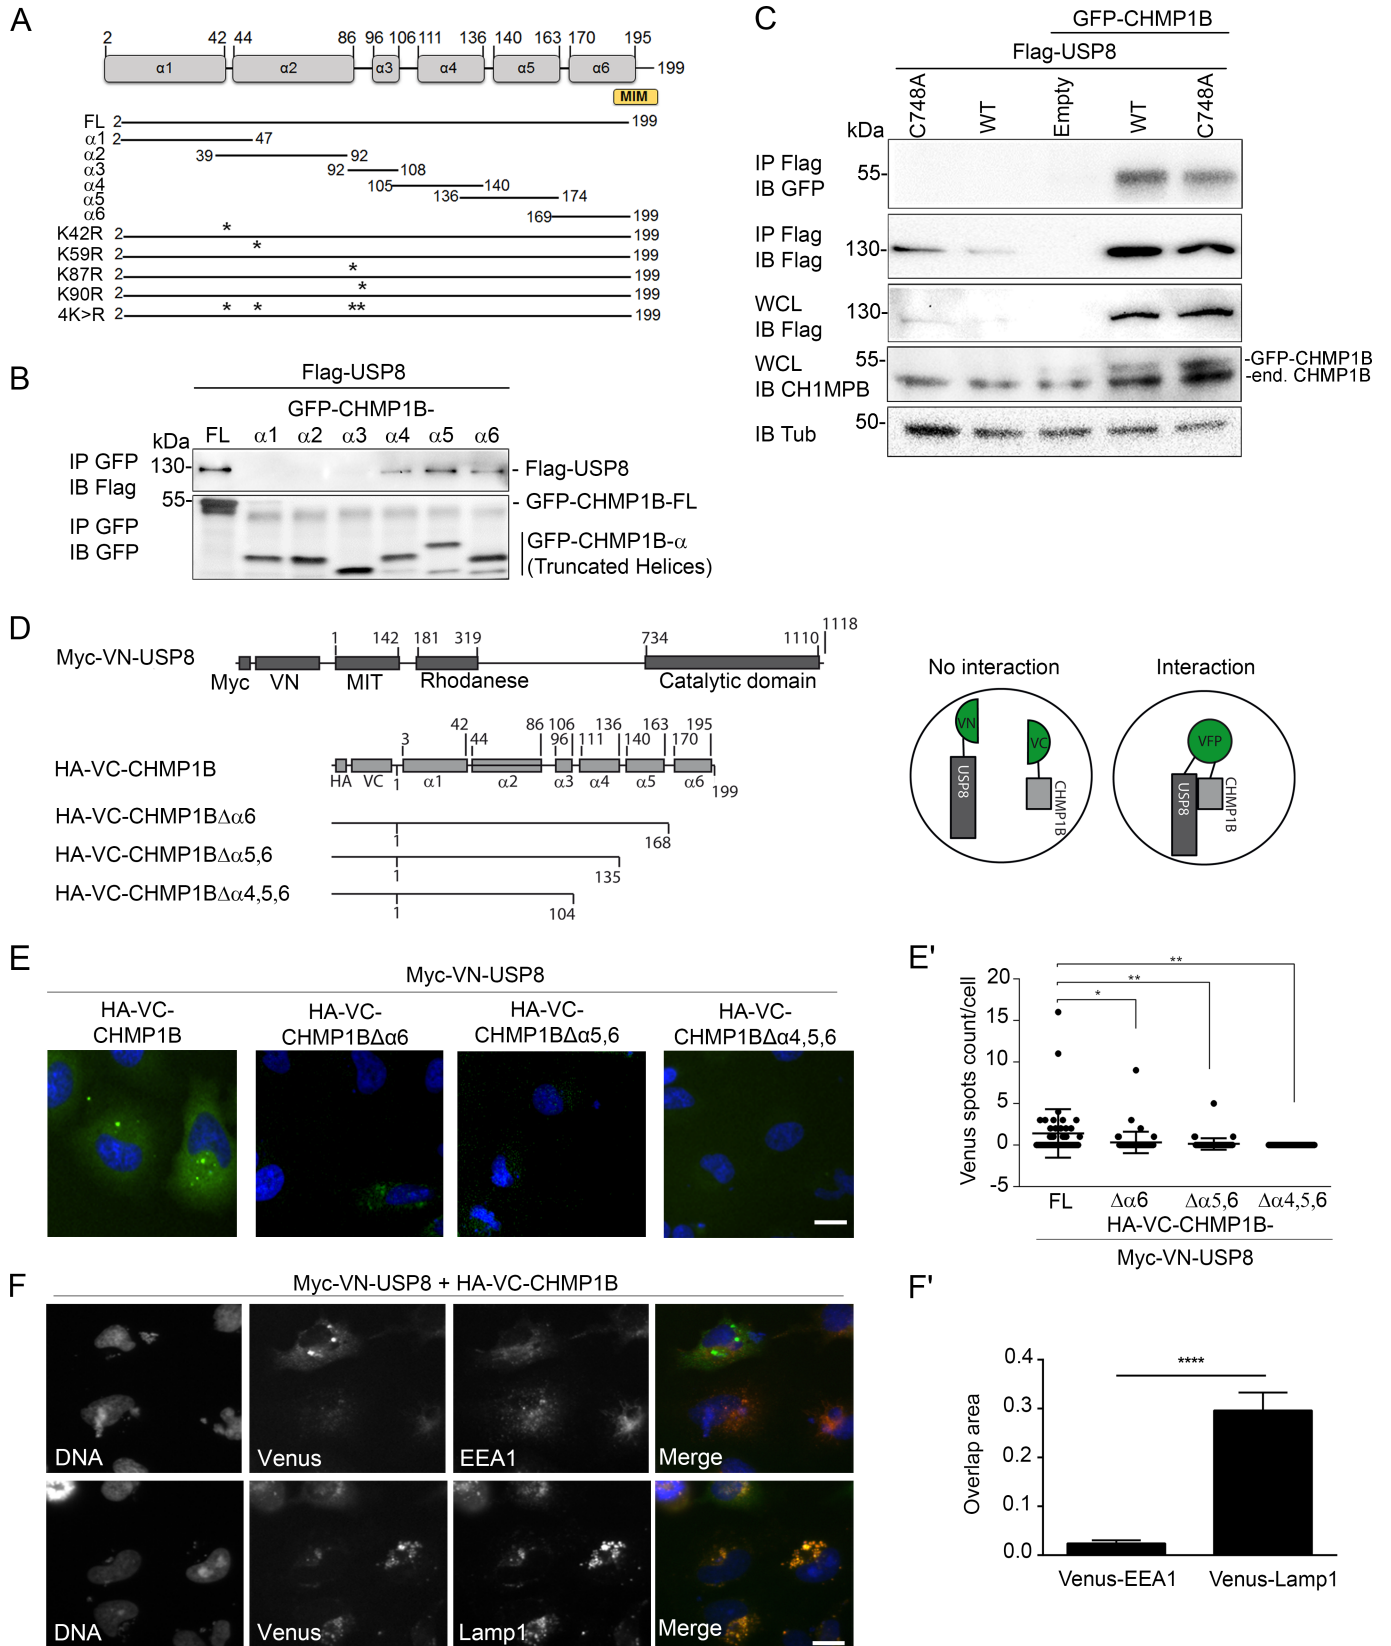 A
2 42 44 86 96 106 111 136 140 163 170 195
α1 α2 α3 α4 α5 α6 199
MIM
FL 2 199
α1 2 47
α2 39 92
α3 92 108
α4 105 140
α5 136 174
α6 169 199
*
K42R 2 199
*
K59R 2 199
*
K87R 2 199
*
K90R 2 199
* * **
4K>R 2 199
B
Flag-USP8
GFP-CHMP1B-
kDa FL α1 α2 α3 α4 α5 α6
IP GFP
IB Flag
130-
- Flag-USP8
55-
- GFP-CHMP1B-FL
IP GFP
IB GFP
GFP-CHMP1B-α
(Truncated Helices)
C
GFP-CHMP1B
Flag-USP8
kDa C748A WT Empty WT C748A
IP Flag
IB GFP
55-
IP Flag
IB Flag
130-
WCL
IB Flag
130-
WCL
IB CH1MPB
55-
-GFP-CHMP1B
-end. CHMP1B
50-
IB Tub
D
1 142 181 319 734 1110 1118
Myc-VN-USP8
Myc VN MIT Rhodanese Catalytic domain
3 42 44 86 96 106 111 136 140 163 170 195
HA-VC-CHMP1B
HA VC 1 α1 α2 α3 α4 α5 α6 199
HA-VC-CHMP1BΔα6
1 168
HA-VC-CHMP1BΔα5,6
1 135
HA-VC-CHMP1BΔα4,5,6
1 104
No interaction
VN
USP8
VC
CHMP1B
Interaction
VFP
USP8
CHMP1B
E
Myc-VN-USP8
HA-VC-
CHMP1B
HA-VC-
CHMP1BΔα6
HA-VC-
CHMP1BΔα5,6
HA-VC-
CHMP1BΔα4,5,6
E'
Venus spots count/cell
20
15
10
5
0
-5
*
**
**
FL Δα6 Δα5,6 Δα4,5,6
HA-VC-CHMP1B-
Myc-VN-USP8
F
Myc-VN-USP8 + HA-VC-CHMP1B
DNA Venus EEA1 Merge
DNA Venus Lamp1 Merge
F'
Overlap area
0.4
0.3
0.2
0.1
0.0
****
Venus-EEA1 Venus-Lamp1